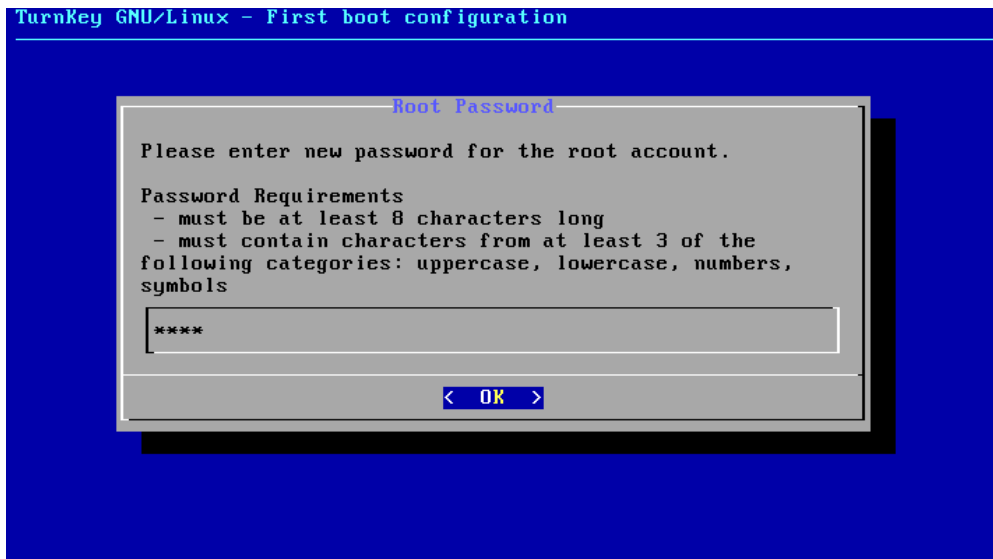 TurnKey GNU/Linux - First boot configuration
Root Password
Please enter new password for the root account.
Password Requirements
- must be at least 8 characters long
- must contain characters from at least 3 of the
following categories: uppercase, lowercase, numbers,
symbols
****
< OK >